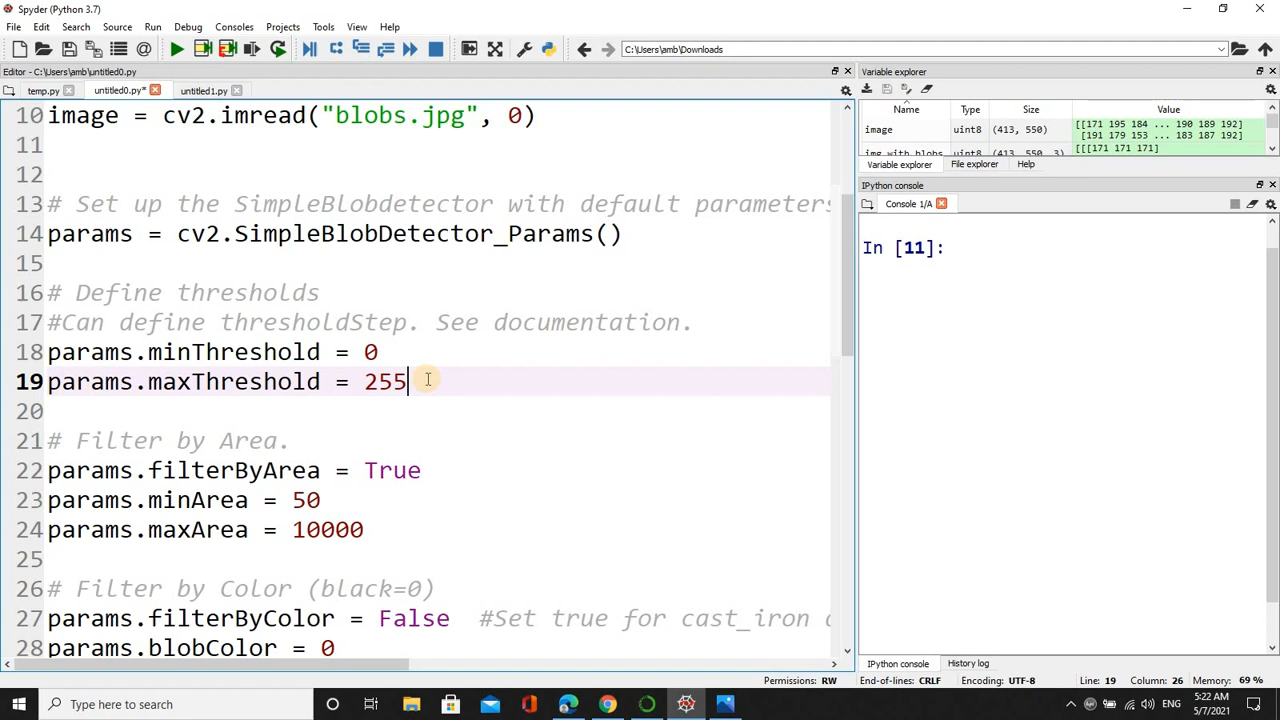 Spyder (Python 3.7)
File Edit Search Source Run Debug Consoles Projects Tools View Help
C:\Users\amb\Downloads
Editor - C:\Users\amb\untitled0.py
temp.py untitled0.py* untitled1.py
10 image = cv2.imread("blobs.jpg", 0)
11
12
13 # Set up the SimpleBlobdetector with default parameters
14 params = cv2.SimpleBlobDetector_Params()
15
16 # Define thresholds
17 #Can define thresholdStep. See documentation.
18 params.minThreshold = 0
19 params.maxThreshold = 255
20
21 # Filter by Area.
22 params.filterByArea = True
23 params.minArea = 50
24 params.maxArea = 10000
25
26 # Filter by Color (black=0)
27 params.filterByColor = False #Set true for cast_iron
28 params.blobColor = 0
Variable explorer
Name Type Size Value
image uint8 (413, 550) [[171 195 184 ... 190 189 192]
[191 179 153 ... 183 187 192]
img_with_blobs uint8 (413, 550, 3) [[[171 171 171]
Variable explorer File explorer Help
IPython console
Console 1/A
In [11]:
IPython console History log
Permissions: RW End-of-lines: CRLF Encoding: UTF-8 Line: 19 Column: 26 Memory: 69 %
Type here to search
ENG
5:22 AM
5/7/2021